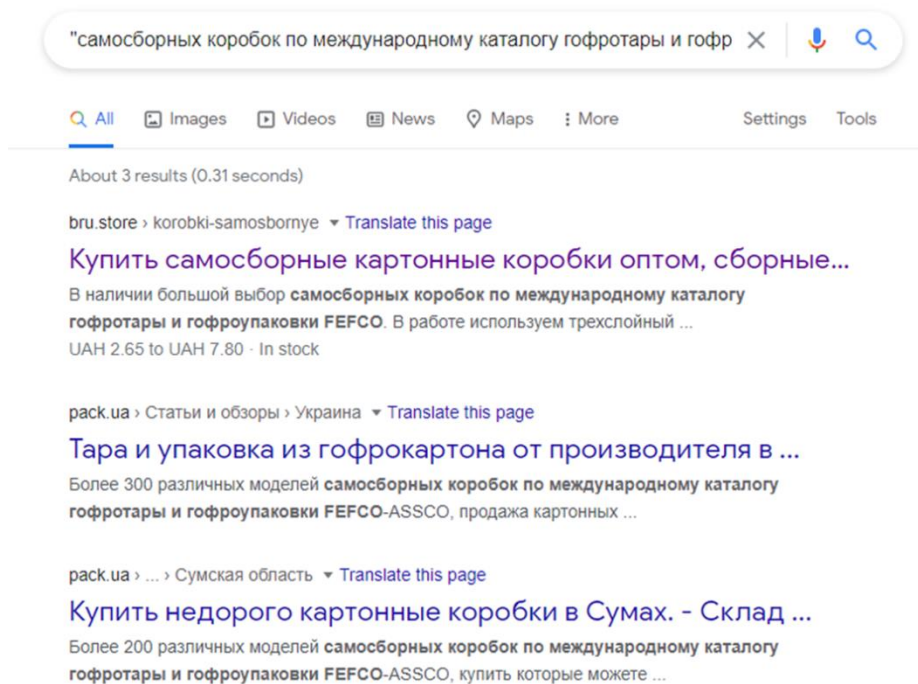 "самосборных коробок по международному каталогу гофротары и гофр
All
Images
Videos
News
Maps
More
Settings
Tools
About 3 results (0.31 seconds)
bru.store › korobki-samosbornye ▾ Translate this page
Купить самосборные картонные коробки оптом, сборные...
В наличии большой выбор самосборных коробок по международному каталогу
гофротары и гофроупаковки FEFCO. В работе используем трехслойный ...
UAH 2.65 to UAH 7.80 · In stock
pack.ua › Статьи и обзоры › Украина ▾ Translate this page
Тара и упаковка из гофрокартона от производителя в ...
Более 300 различных моделей самосборных коробок по международному каталогу
гофротары и гофроупаковки FEFCO-ASSCO, продажа картонных ...
pack.ua › ... › Сумская область ▾ Translate this page
Купить недорого картонные коробки в Сумах. - Склад ...
Более 200 различных моделей самосборных коробок по международному каталогу
гофротары и гофроупаковки FEFCO-ASSCO, купить которые можете ...